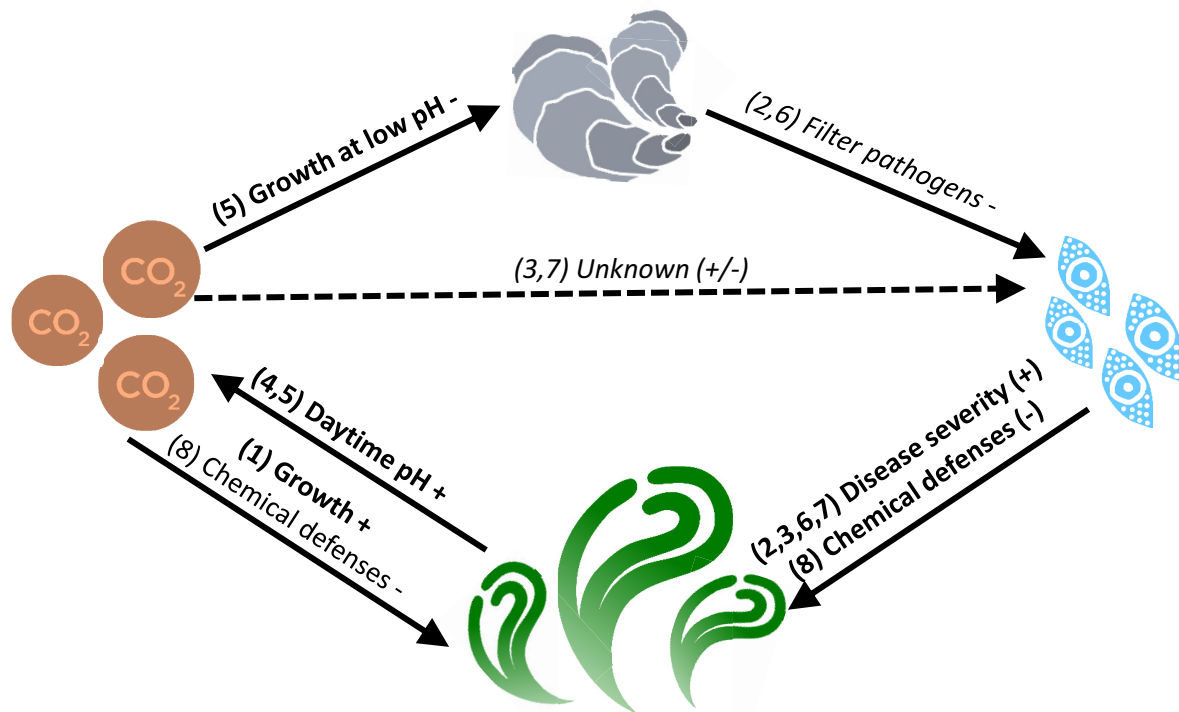 (5) Growth at low pH -
(2,6) Filter pathogens -
(3,7) Unknown (+/-)
CO2
CO2
CO2
(4,5) Daytime pH +
(1) Growth +
(8) Chemical defenses -
(2,3,6,7) Disease severity (+)
(8) Chemical defenses (-)